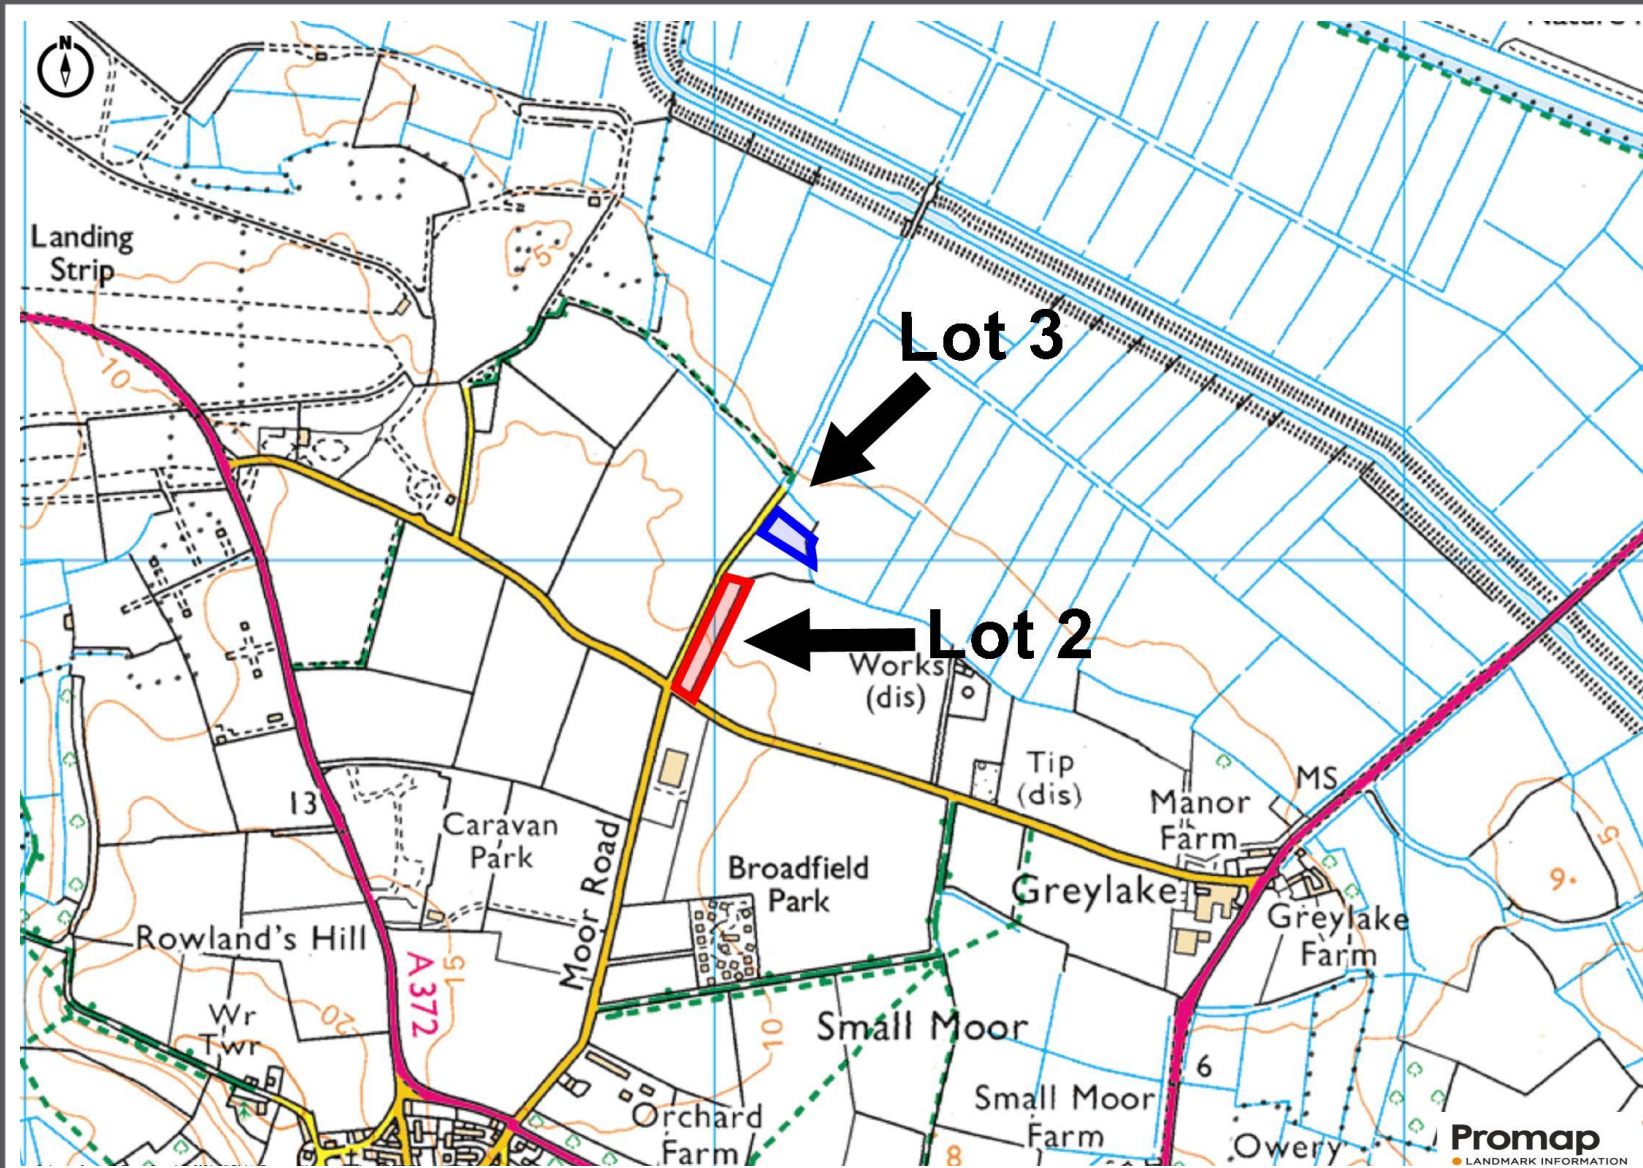 N
Landing
Strip
5
10
Lot 3
Lot 2
Works
(dis)
Tip
(dis)
MS
Manor
Farm
13
Caravan
Park
Moor Road
Broadfield
Park
Greylake
Greylake
Farm
5
9
Rowland's Hill
A372
15
20
Wr
Twr
10
Small Moor
6
Small Moor
Farm
Orchard
Farm
8
Owery
Promap
LANDMARK INFORMATION